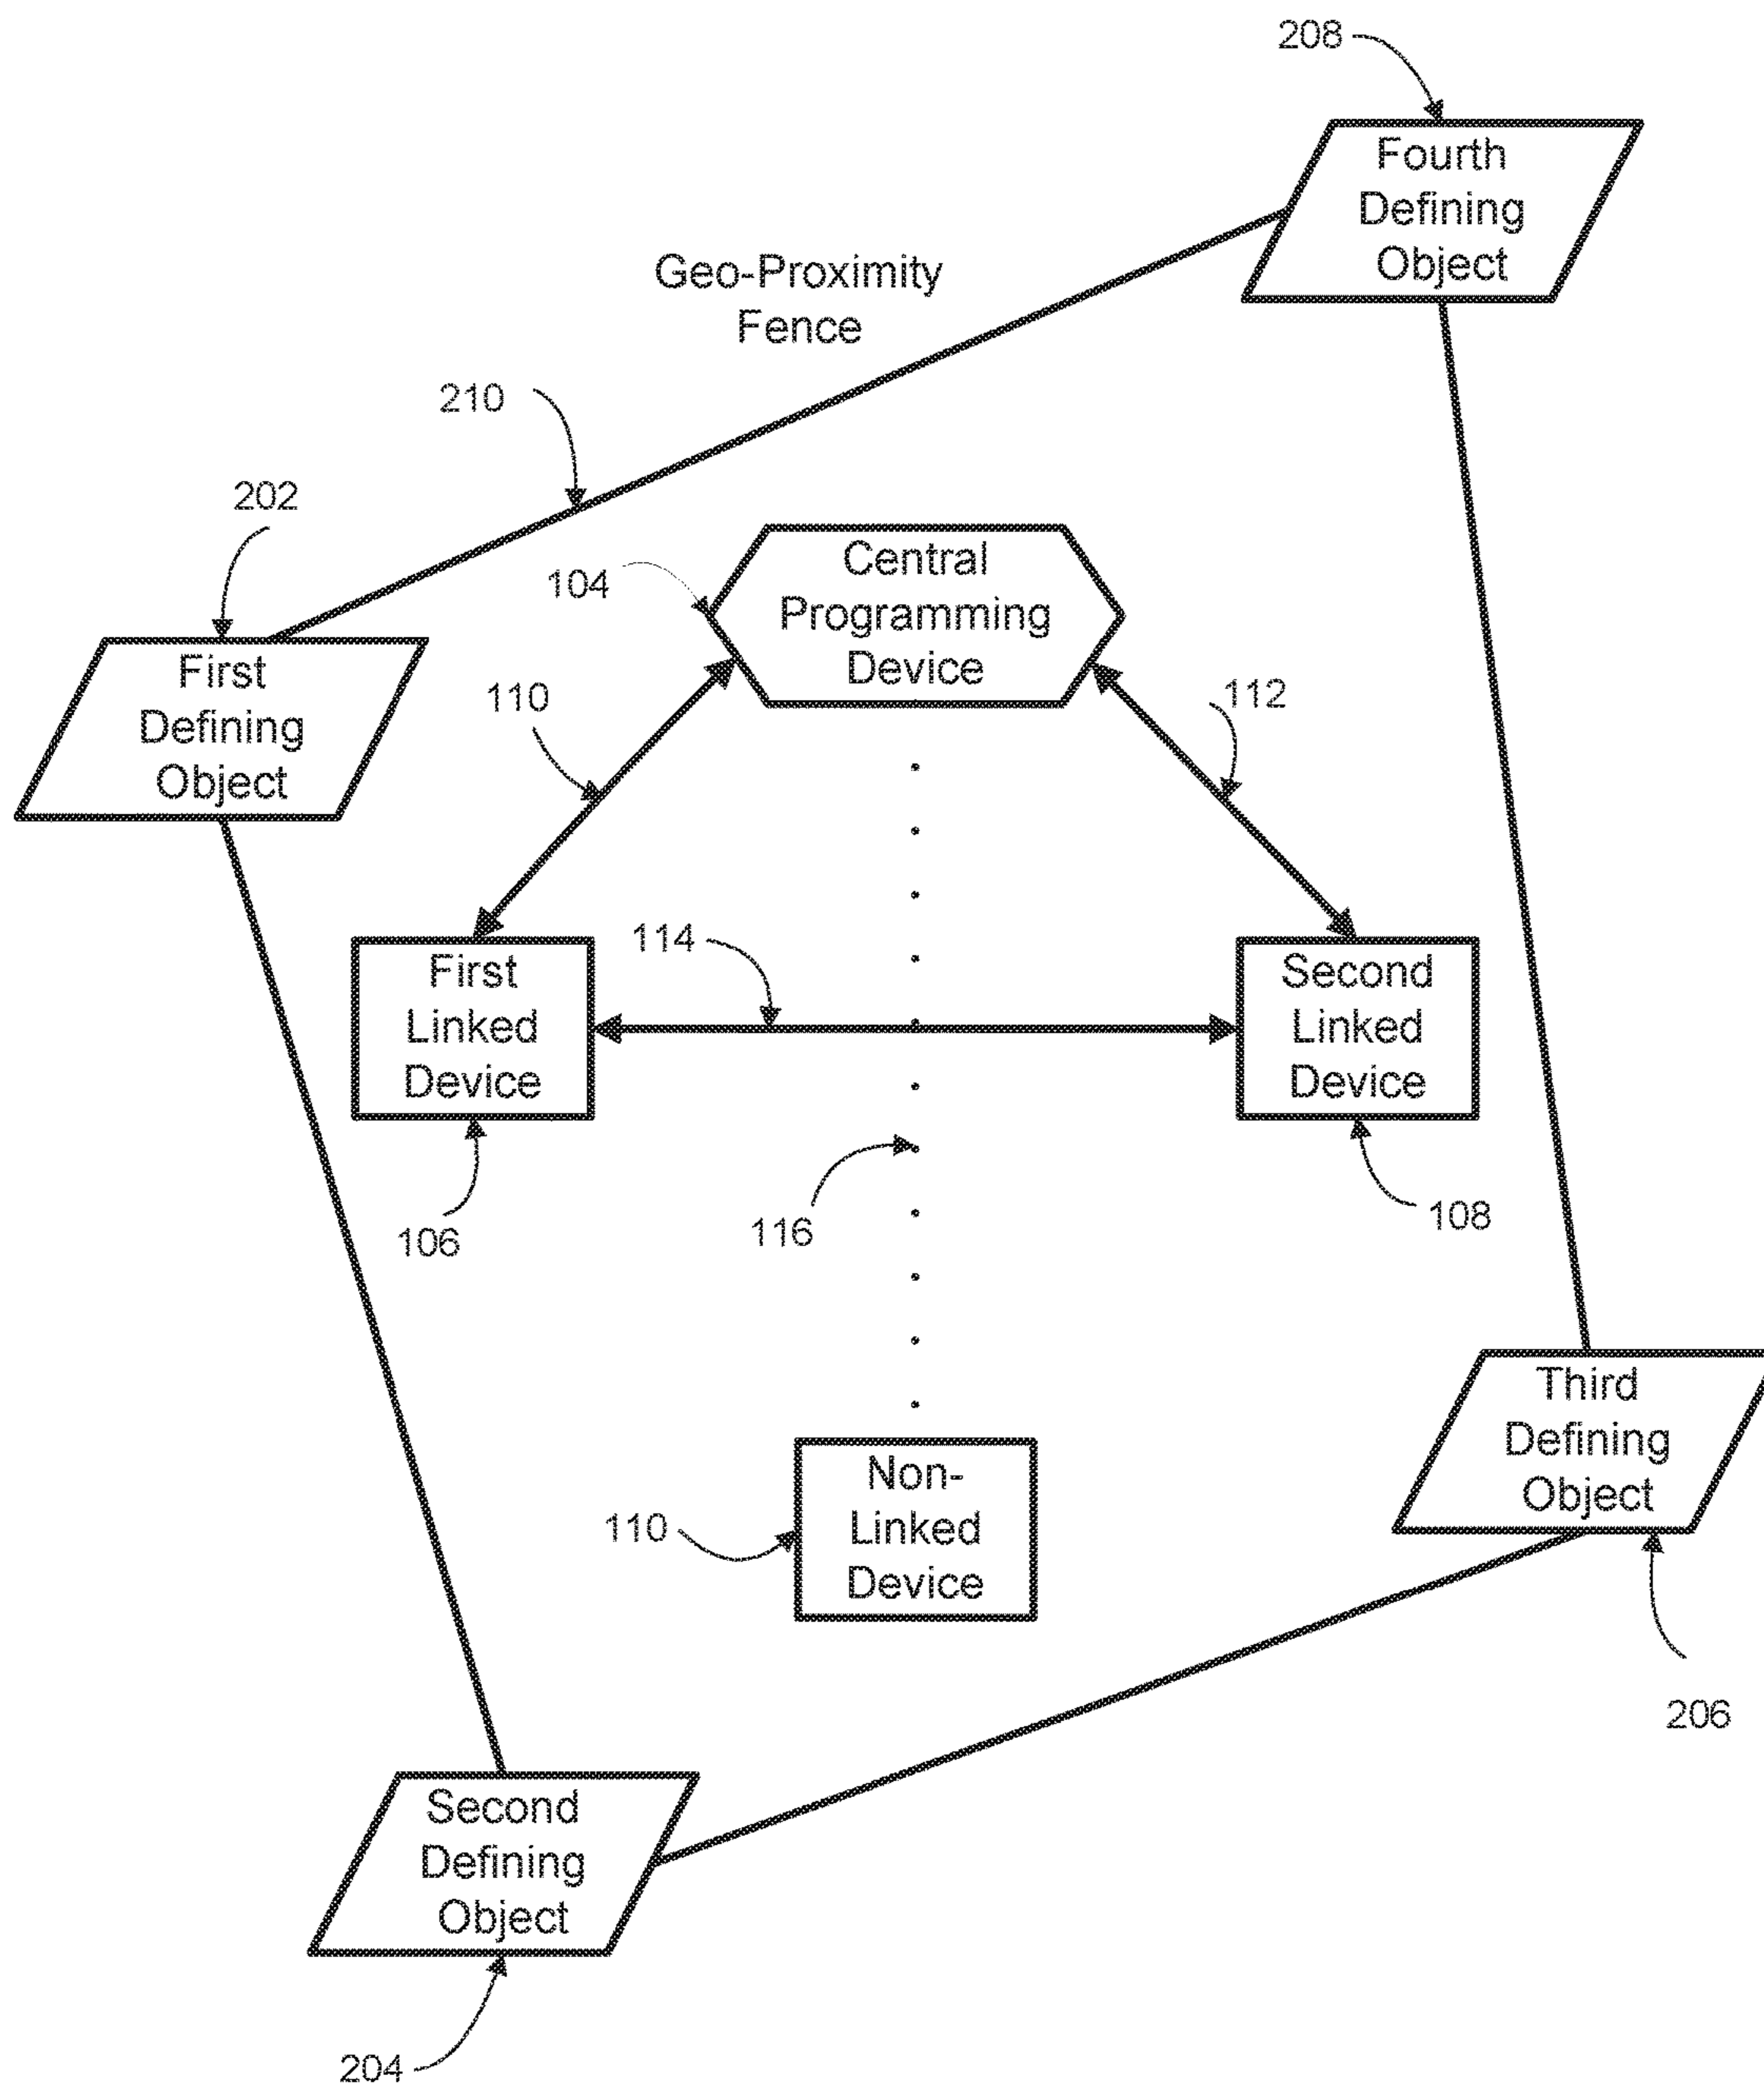 208
Fourth
Defining
Object
Geo-Proximity
Fence
210
202
First
Defining
Object
104
Central
Programming
Device
110
112
First
Linked
Device
114
Second
Linked
Device
106
116
108
Third
Defining
Object
Non-
Linked
Device
110
206
Second
Defining
Object
204